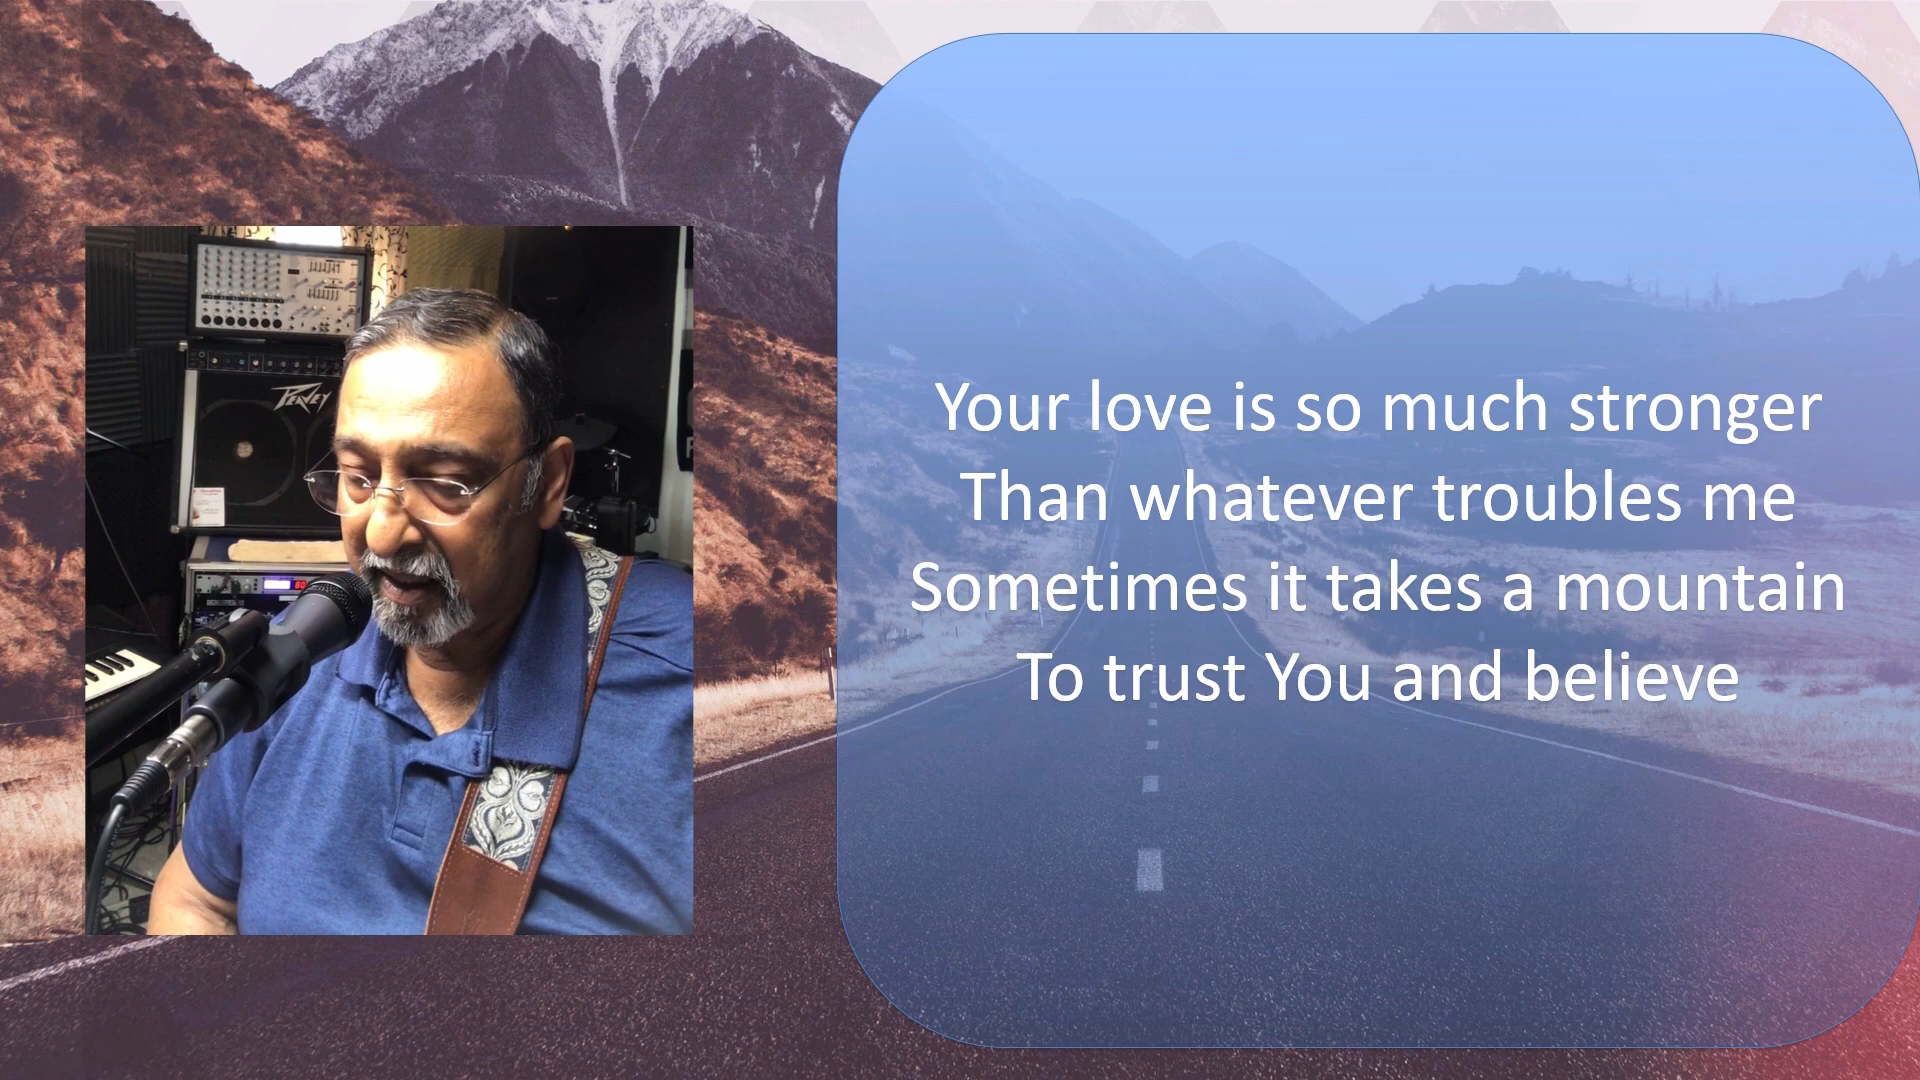 PEAVEY
Your love is so much stronger
Than whatever troubles me
Sometimes it takes a mountain
To trust You and believe